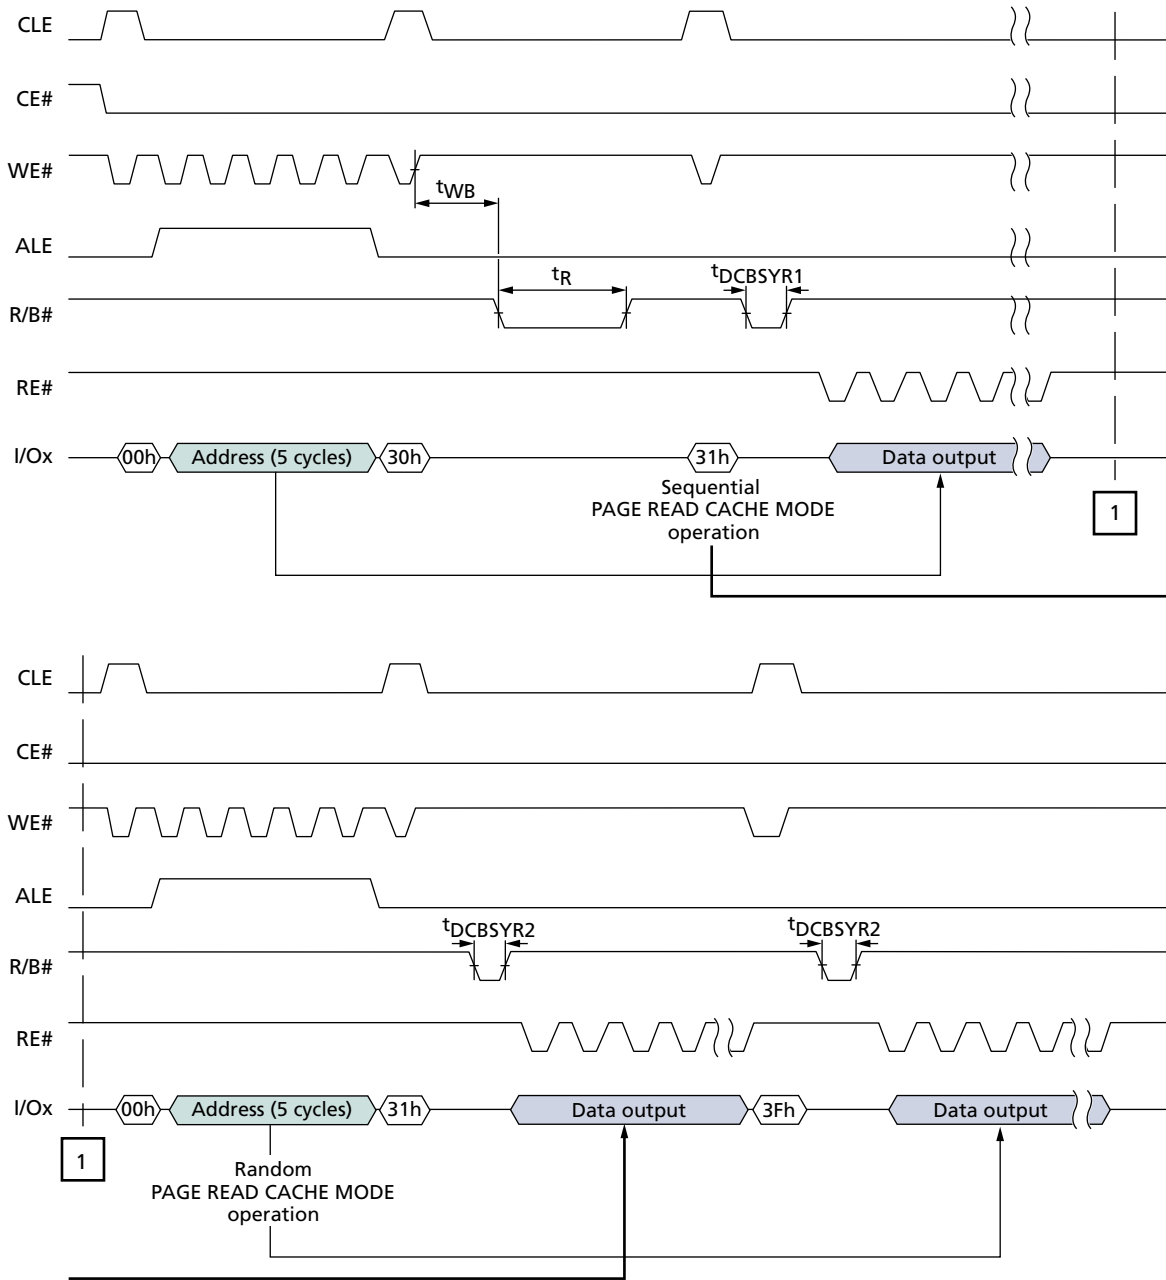 CLE
CE#
WE#
tWB
ALE
tR
tDCBSYR1
R/B#
RE#
I/Ox
00h
Address (5 cycles)
30h
31h
Data output
Sequential
PAGE READ CACHE MODE
operation
1
CLE
CE#
WE#
ALE
tDCBSYR2
tDCBSYR2
R/B#
RE#
I/Ox
00h
Address (5 cycles)
31h
Data output
3Fh
Data output
1
Random
PAGE READ CACHE MODE
operation